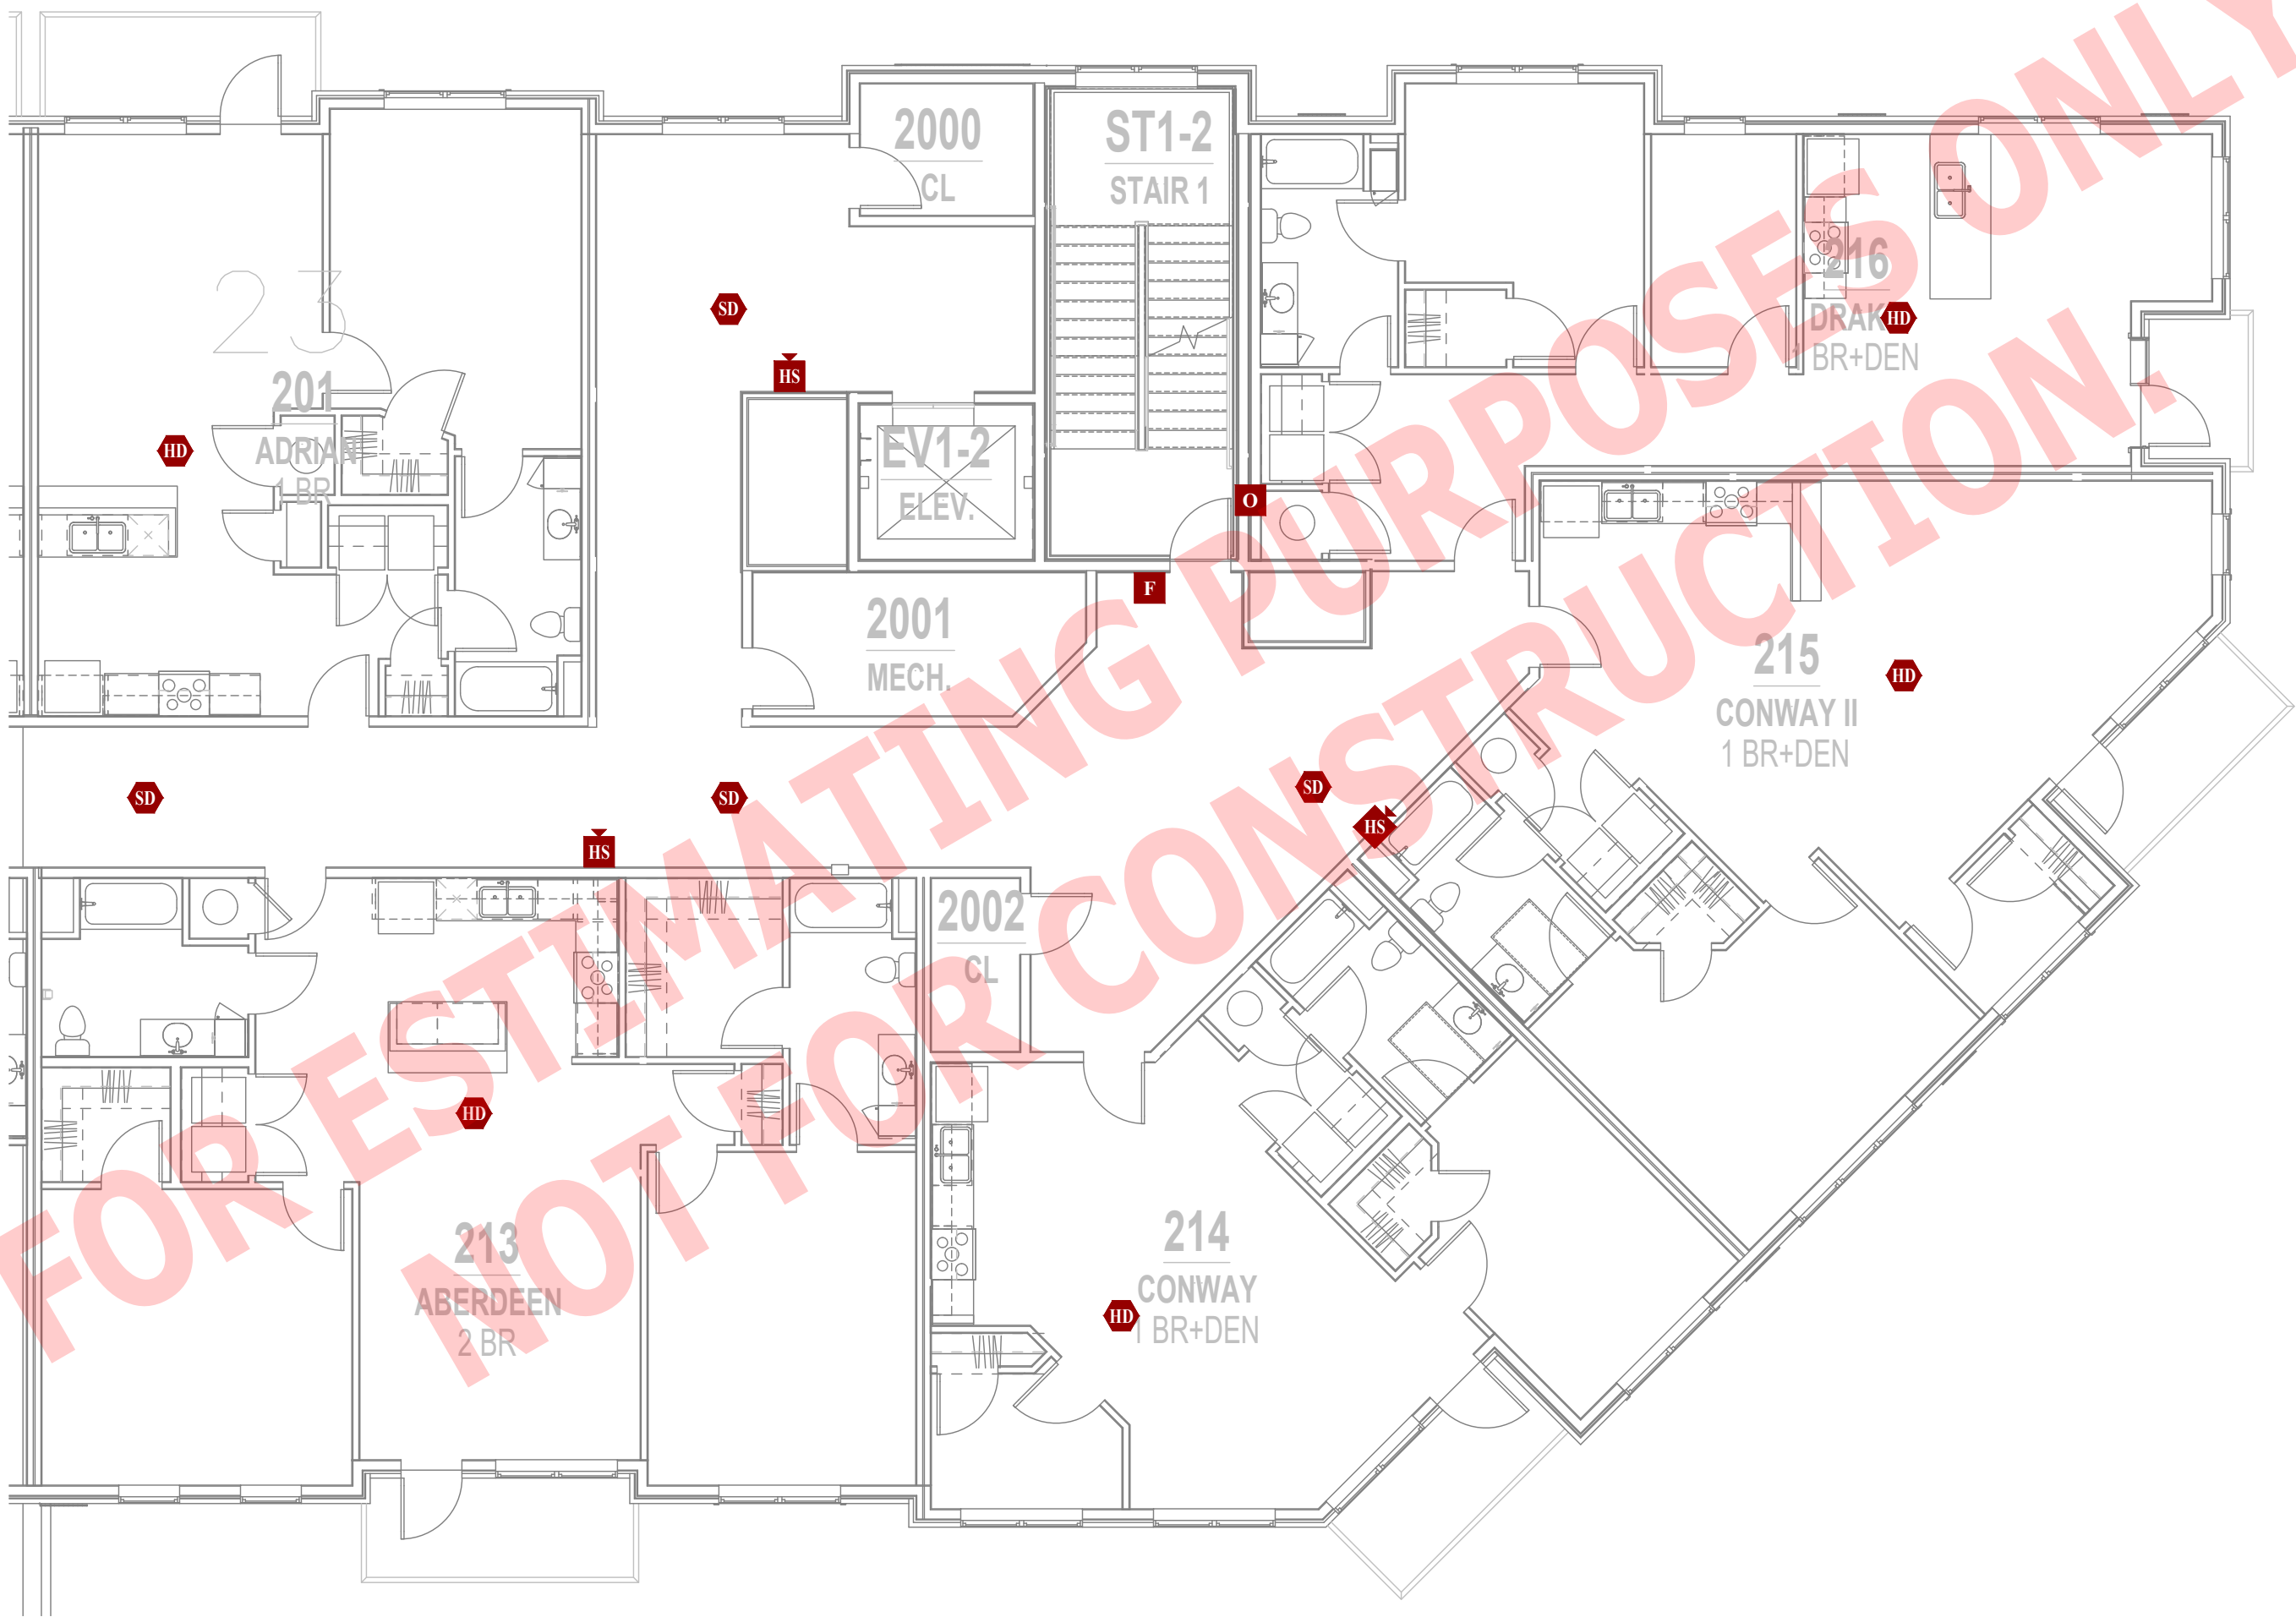 2000
CL
ST1-2
STAIR 1
216
DRAK
HD
1 BR+DEN
SD
HS
23
201
ADRIAN
1 BR
HD
EV1-2
ELEV.
O
F
2001
MECH.
215
CONWAY II
1 BR+DEN
HD
SD
SD
SD
HS
HS
2002
CL
HD
213
ABERDEEN
2 BR
214
CONWAY
1 BR+DEN
HD
FOR ESTIMATING PURPOSES ONLY
NOT FOR CONSTRUCTION.